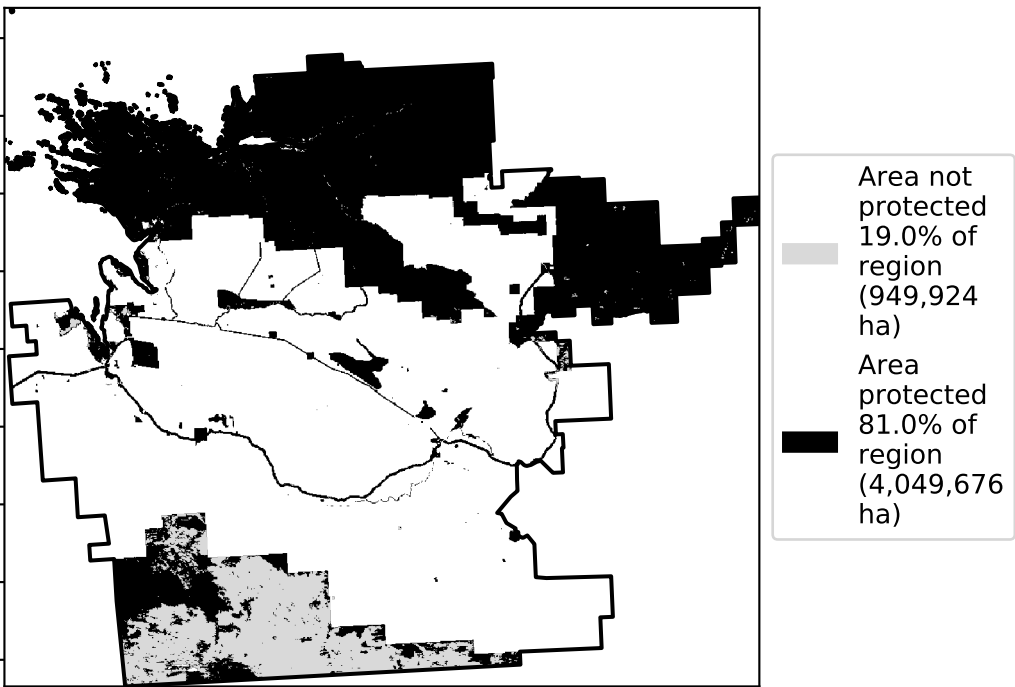 Area not
protected
19.0% of
region
(949,924
ha)
Area
protected
81.0% of
region
(4,049,676
ha)